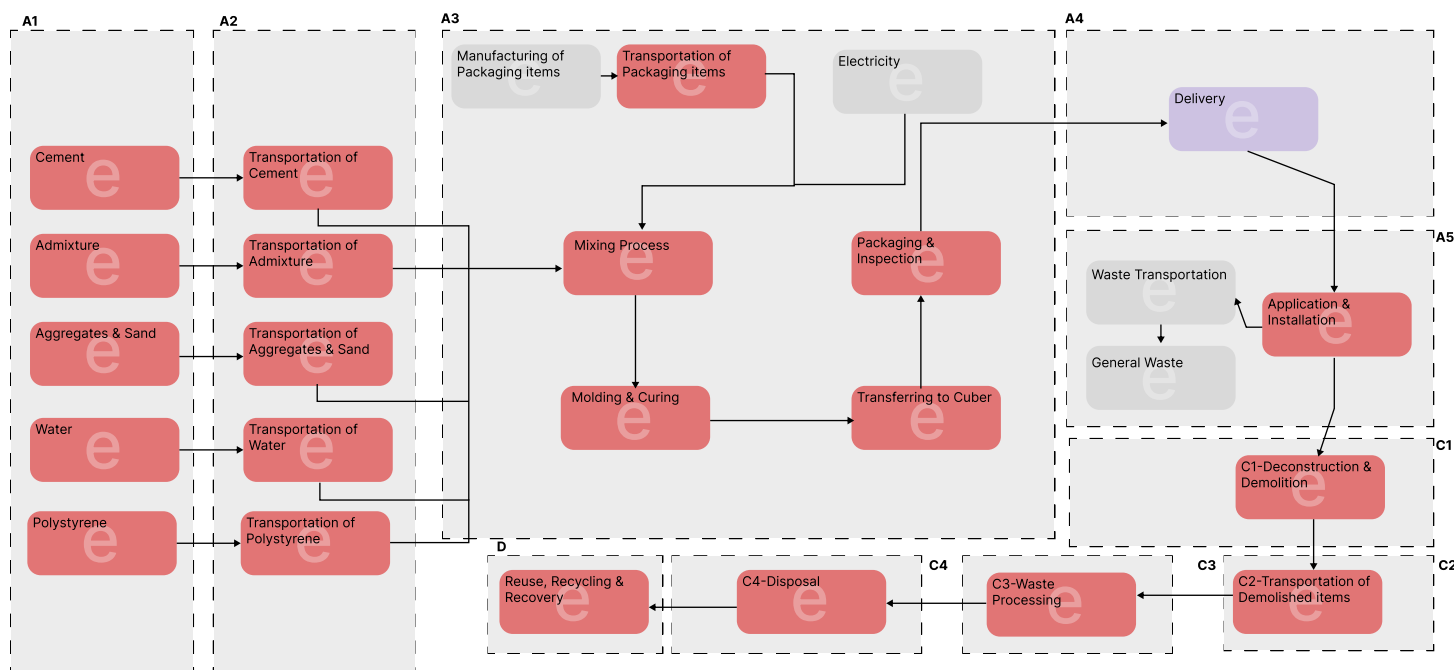 A1
A2
A3
A4
Manufacturing of
Packaging items
e
Transportation of
Packaging items
e
Electricity
e
Delivery
e
Cement
e
Transportation of
Cement
e
Admixture
e
Transportation of
Admixture
e
Aggregates & Sand
e
Transportation of
Aggregates & Sand
e
Water
e
Transportation of
Water
e
Polystyrene
e
Transportation of
Polystyrene
e
Mixing Process
e
Packaging &
Inspection
e
Molding & Curing
e
Transferring to Cuber
e
A5
Waste Transportation
e
Application &
Installation
e
General Waste
e
C1
C1-Deconstruction &
Demolition
e
D
Reuse, Recycling &
Recovery
e
C4
C4-Disposal
e
C3
C3-Waste
Processing
e
C2
C2-Transportation of
Demolished items
e